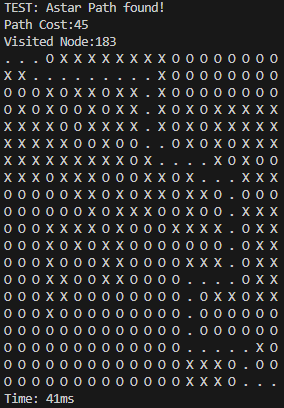 TEST: Astar Path found!
Path Cost:45
Visited Node:183
. . . O X X X X X X X O O O O O O O O
X X . . . . . . . . . X O O O O O O O
O O O X O X X O X X . X O O O O O O O
O X O X O O X O X X . X O X O X X X X X
X X X X O O X X X X . X O X O X O X X X
X X X X O O X O O . . O X O X O O X X
X X X X X X X X O X . . . . X O X O O
O O O O X X O O O X X O X . . . X X X
O O O O O X O X O X X O X X O . O O O
O O O O O X O X X X O X O O O . X X X
O O O X O O X X O O O X X X X . O X X
O O O X O X O O O O O O O O O . X X
O O O X O X X O O O O O X X X . O X X
O O O X X O O O O O O O . . . . O X X
O O O X O O O O O O O O . O X X O X X
O O O O O O O O O O O O . O O O O O O
O O O O O O O O O O O O . O O O O O O
O O O O O O O O O O O O . . . . . X O
O O O O O O O O O O O O X X X O . O O
O O O O O O O O O O O O X X X O . . .
Time: 41ms